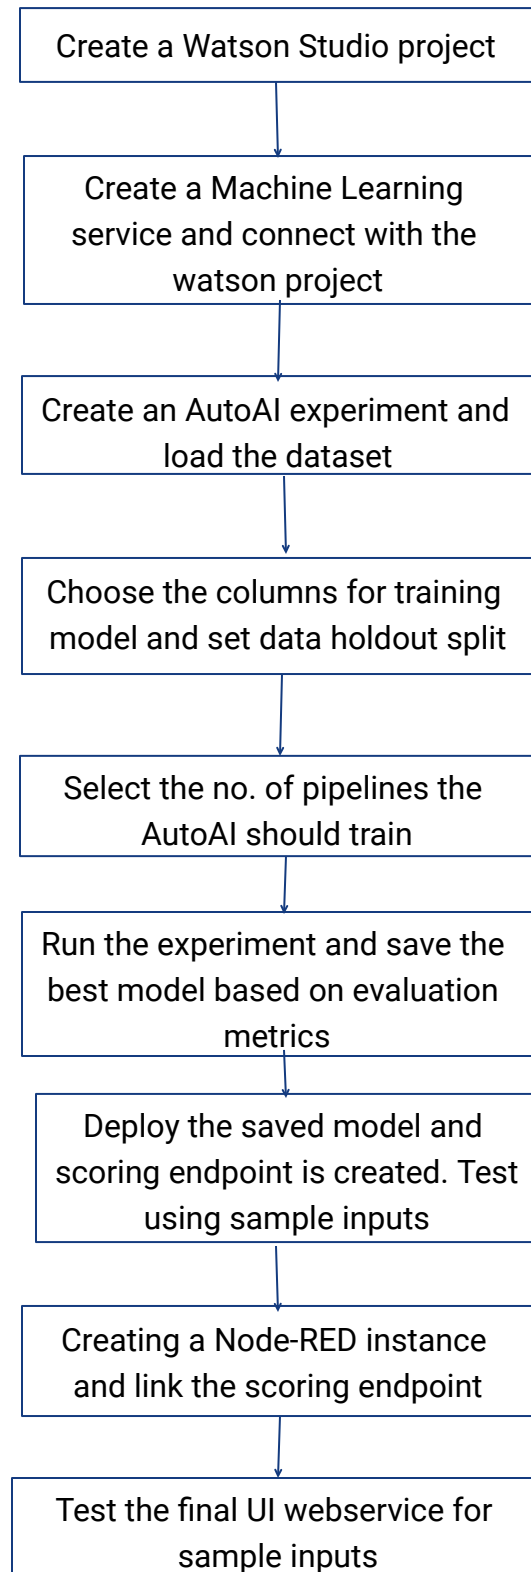 Create a Watson Studio project
Create a Machine Learning
service and connect with the
watson project
Create an AutoAI experiment and
load the dataset
Choose the columns for training
model and set data holdout split
Select the no. of pipelines the
AutoAI should train
Run the experiment and save the
best model based on evaluation
metrics
Deploy the saved model and
scoring endpoint is created. Test
using sample inputs
Creating a Node-RED instance
and link the scoring endpoint
Test the final UI webservice for
sample inputs